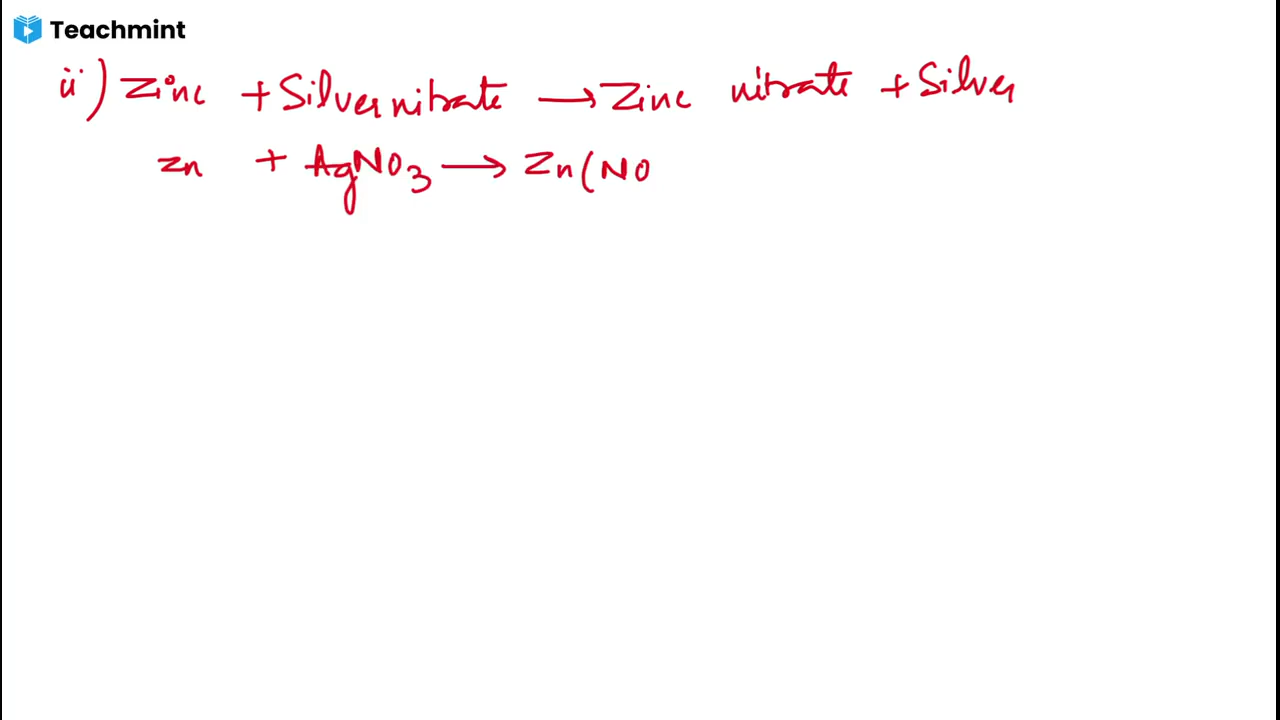 Teachmint
ii) Zinc + Silver nitrate → Zinc nitrate + Silver
Zn + AgNO3 → Zn(NO